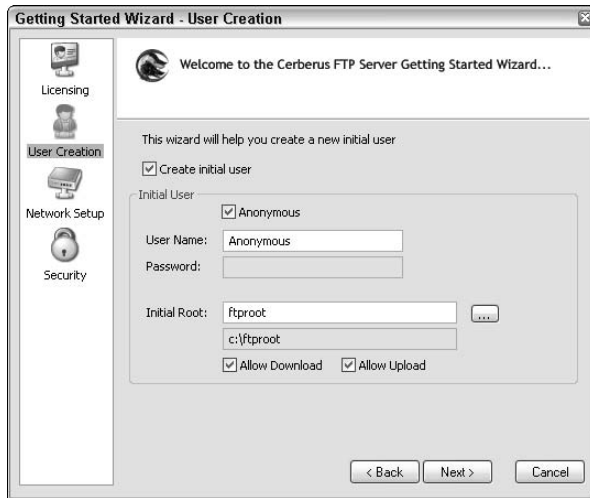 Getting Started Wizard - User Creation
Licensing
User Creation
Network Setup
Security
Welcome to the Cerberus FTP Server Getting Started Wizard...
This wizard will help you create a new initial user
Create initial user
Initial User
Anonymous
User Name: Anonymous
Password:
Initial Root: ftproot
...
c:\ftproot
Allow Download Allow Upload
< Back Next > Cancel